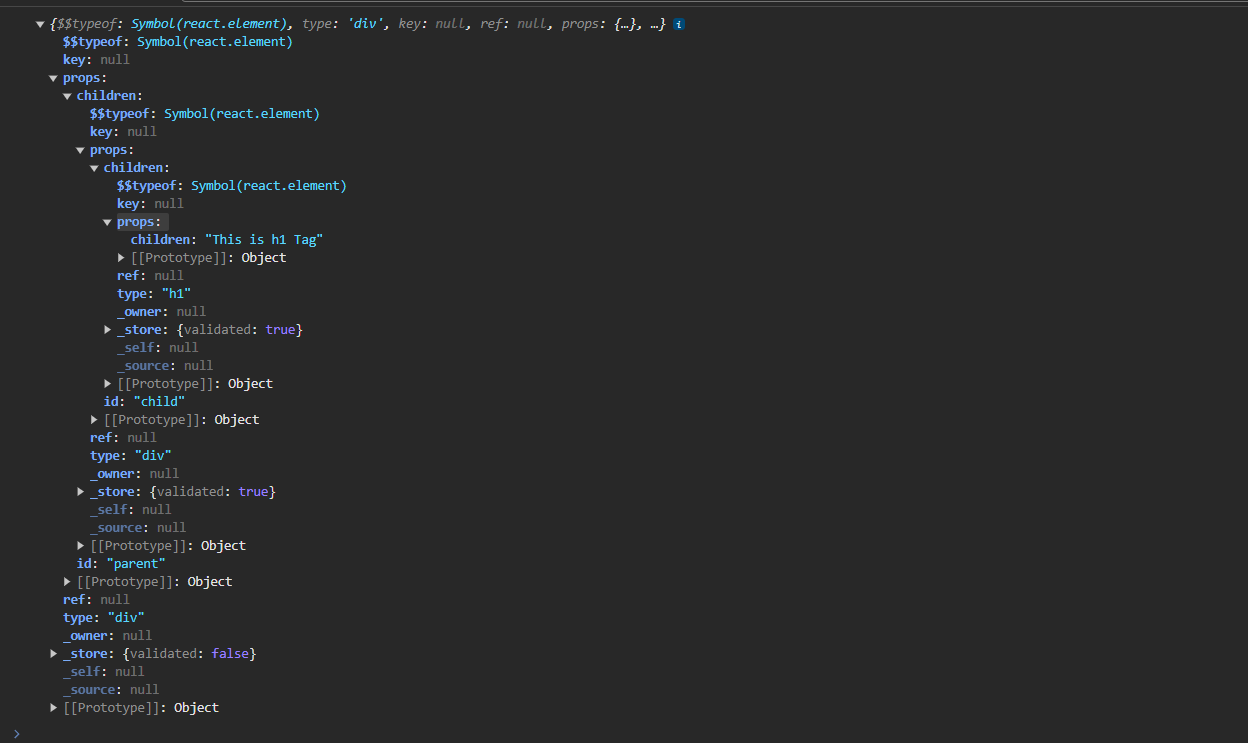 {$$typeof: Symbol(react.element), type: 'div', key: null, ref: null, props: {…}, …} i
$$typeof: Symbol(react.element)
key: null
props:
children:
$$typeof: Symbol(react.element)
key: null
props:
children:
$$typeof: Symbol(react.element)
key: null
props:
children: "This is h1 Tag"
[[Prototype]]: Object
ref: null
type: "h1"
_owner: null
_store: {validated: true}
_self: null
_source: null
[[Prototype]]: Object
id: "child"
[[Prototype]]: Object
ref: null
type: "div"
_owner: null
_store: {validated: true}
_self: null
_source: null
[[Prototype]]: Object
id: "parent"
[[Prototype]]: Object
ref: null
type: "div"
_owner: null
_store: {validated: false}
_self: null
_source: null
[[Prototype]]: Object